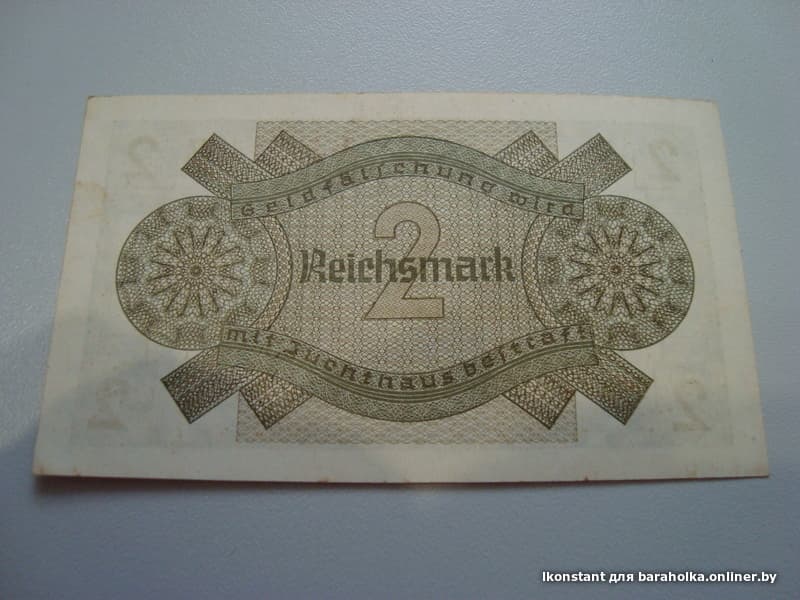 Geldfälschung wird
2
Reichsmark
mit Zuchthaus bestraft
Ikonstant для baraholka.onliner.by